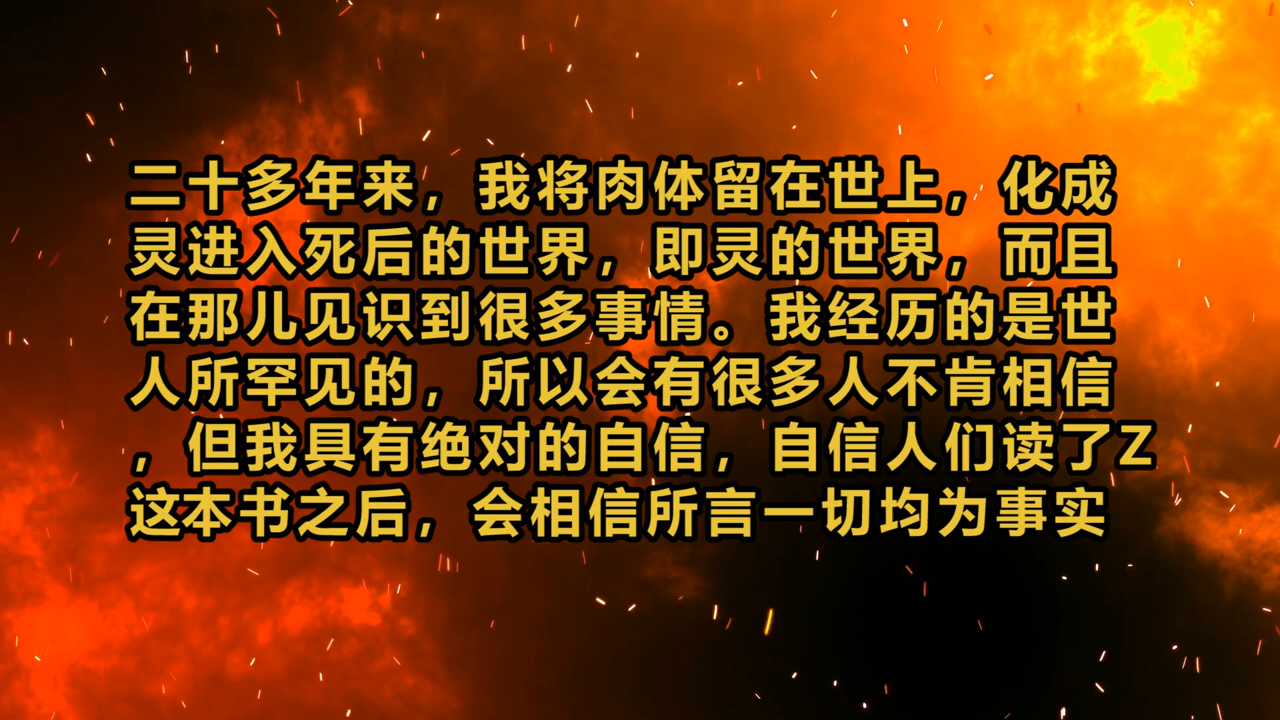 二十多年来，我将肉体留在世上，化成
灵进入死后的世界，即灵的世界，而且
在那儿见识到很多事情。我经历的是世
人所罕见的，所以会有很多人不肯相信
，但我具有绝对的自信，自信人们读了Z
这本书之后，会相信所言一切均为事实